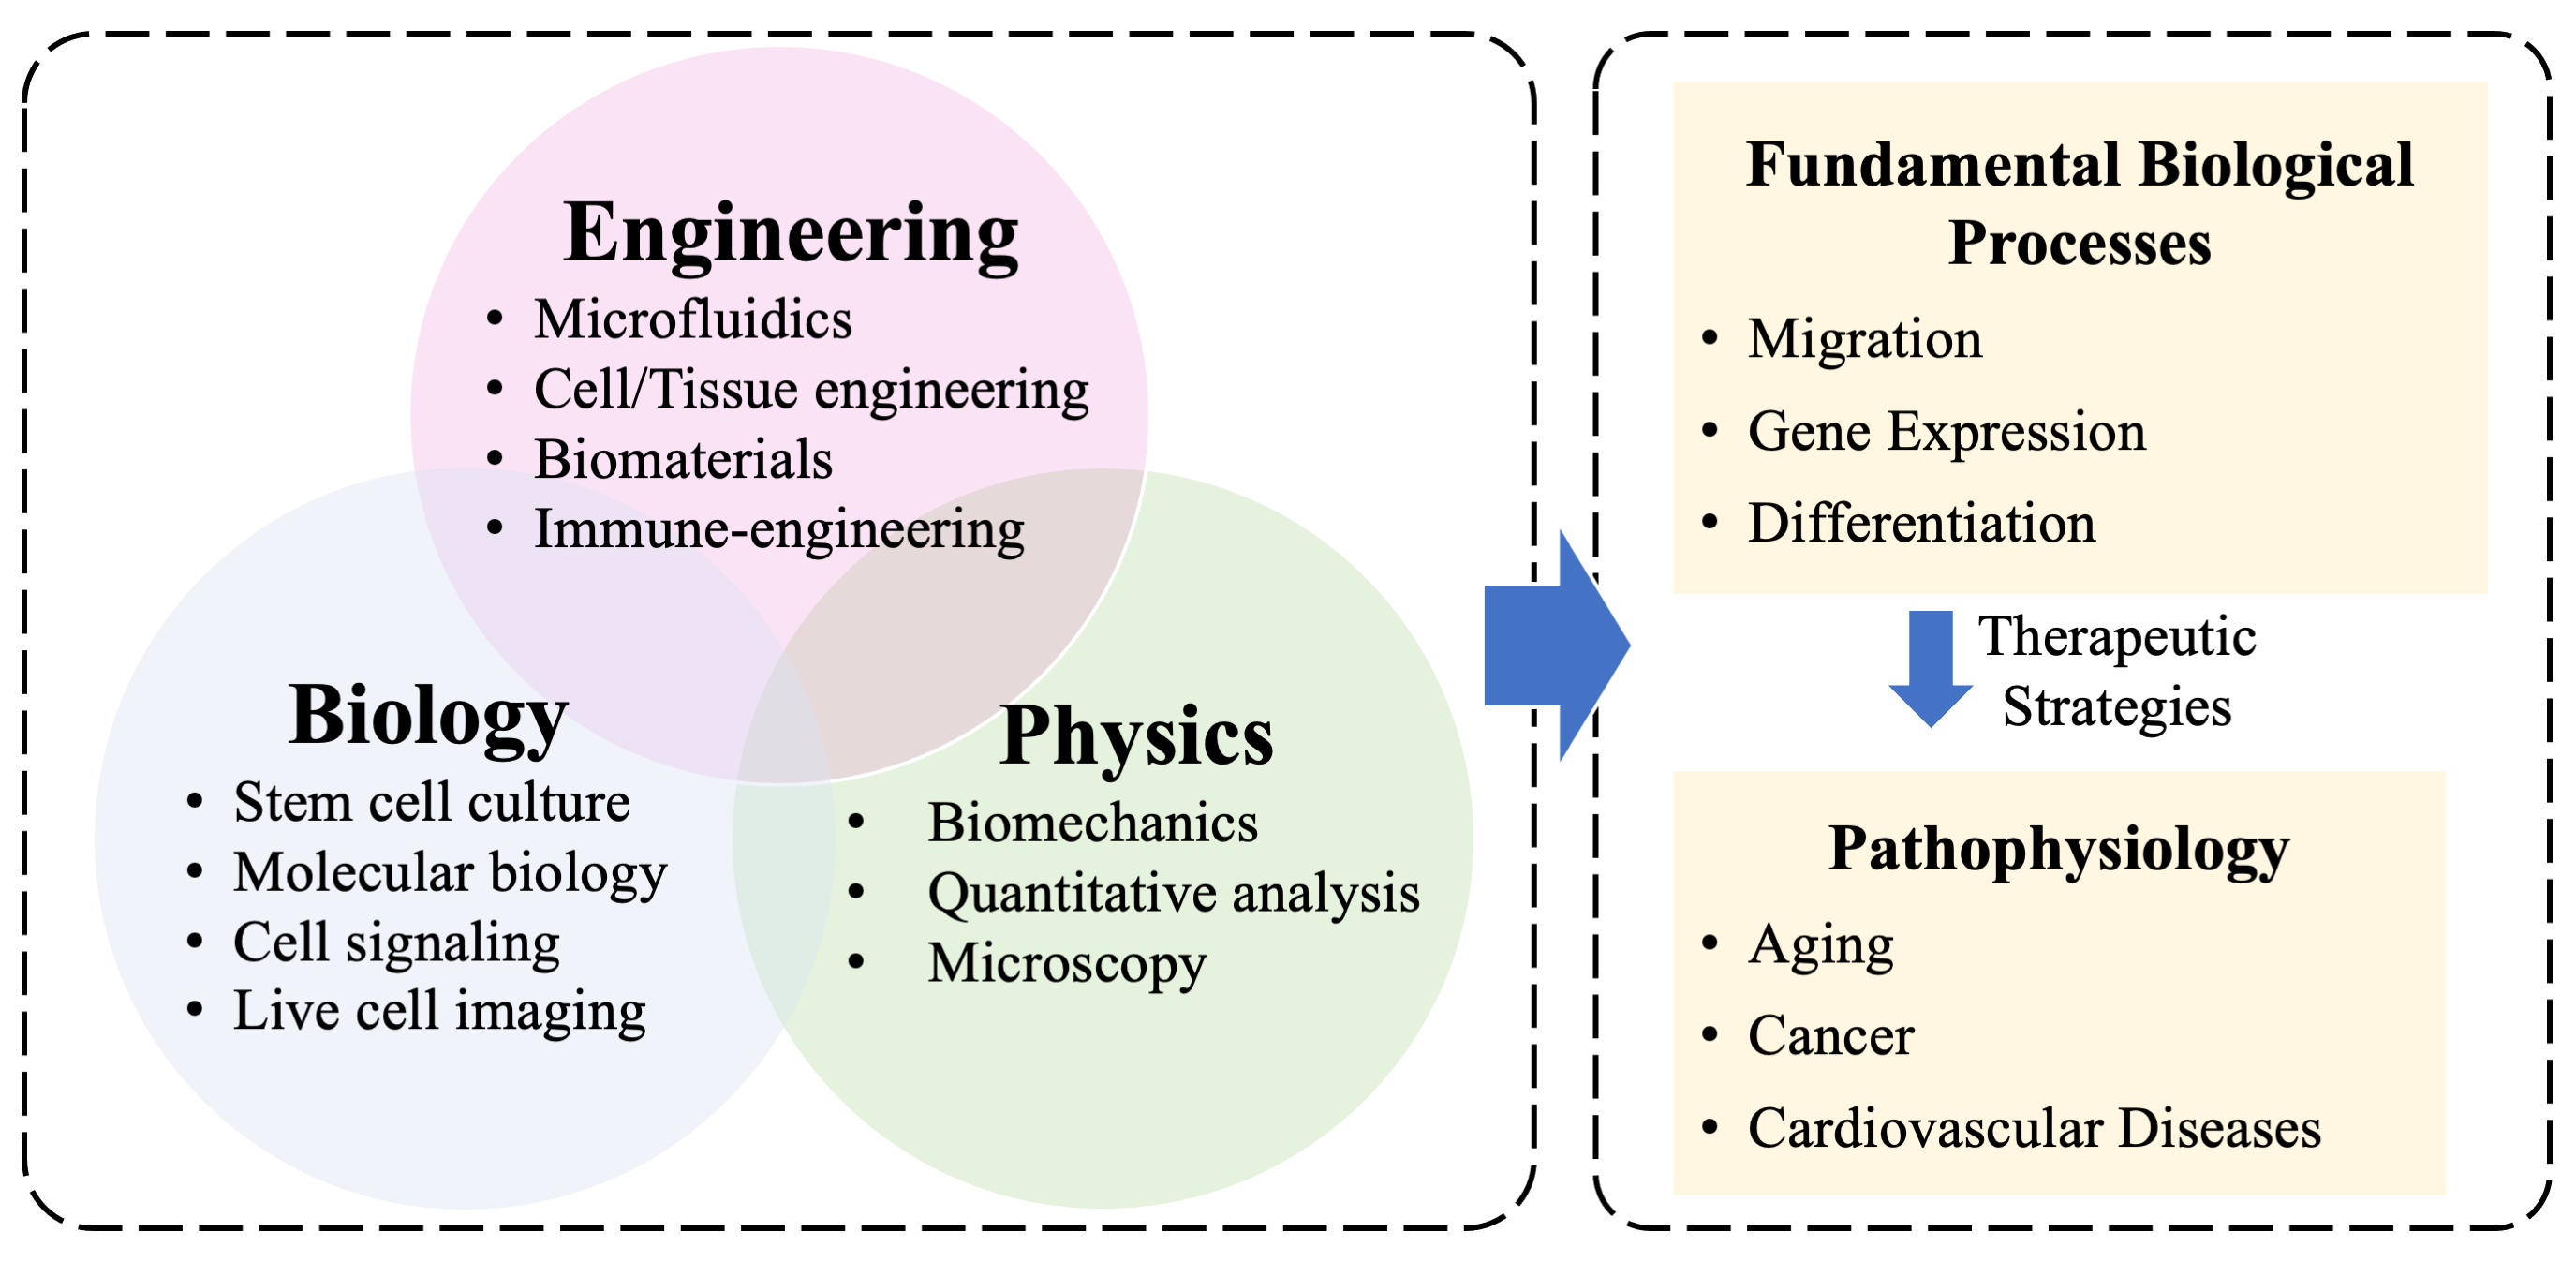 Engineering
• Microfluidics
• Cell/Tissue engineering
• Biomaterials
• Immune-engineering
Biology
• Stem cell culture
• Molecular biology
• Cell signaling
• Live cell imaging
Physics
• Biomechanics
• Quantitative analysis
• Microscopy
Fundamental Biological
Processes
• Migration
• Gene Expression
• Differentiation
Therapeutic
Strategies
Pathophysiology
• Aging
• Cancer
• Cardiovascular Diseases